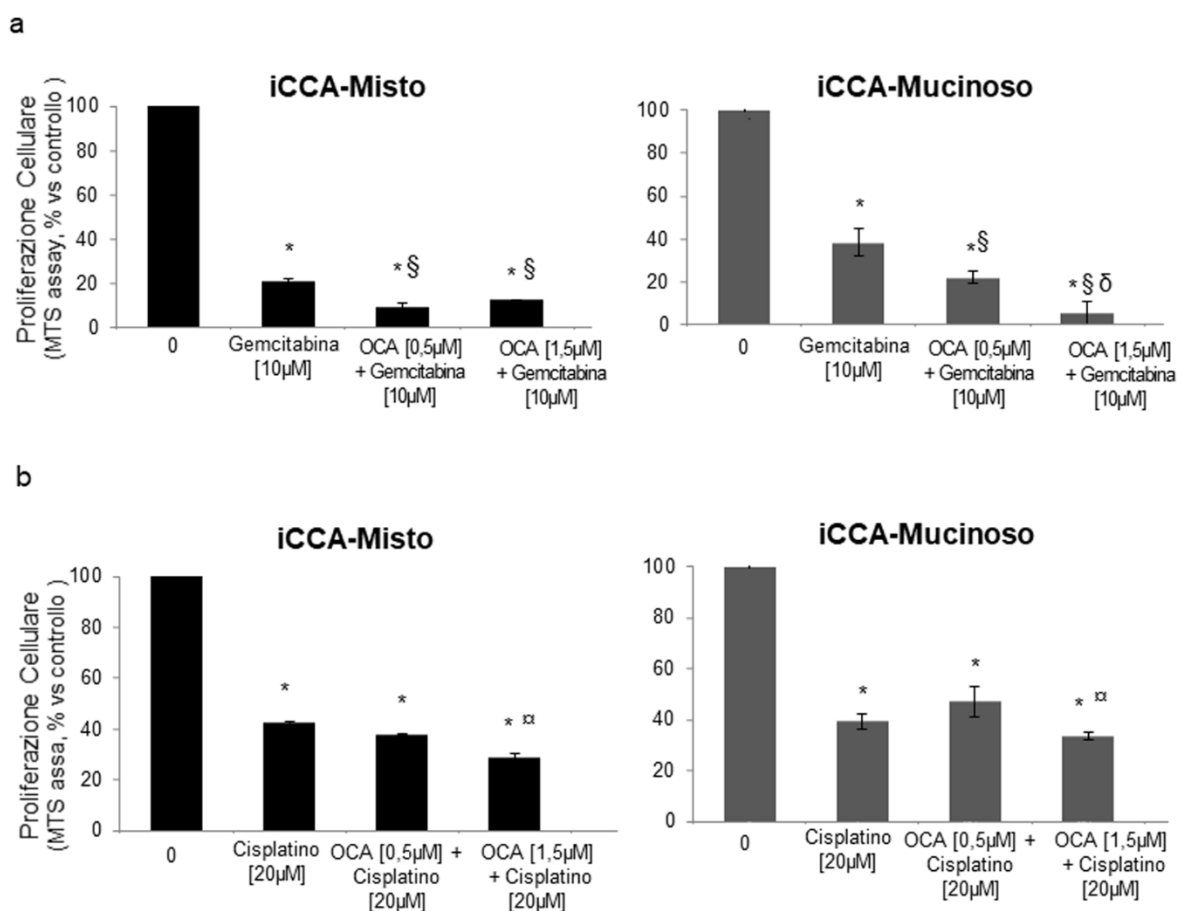 a
iCCA-Misto
Proliferazione Cellulare
(MTS assay, % vs controllo )
100
80
60
40
20
0
*
* §
* §
0
Gemcitabina
[10µM]
OCA [0,5µM]
+ Gemcitabina
[10µM]
OCA [1,5µM]
+ Gemcitabina
[10µM]
iCCA-Mucinoso
100
80
60
40
20
0
*
*§
*§ δ
0
Gemcitabina
[10µM]
OCA [0,5µM]
+ Gemcitabina
[10µM]
OCA [1,5µM]
+ Gemcitabina
[10µM]
b
iCCA-Misto
Proliferazione Cellulare
(MTS assa, % vs controllo )
100
80
60
40
20
0
*
*
* ¤
0
Cisplatino
[20µM]
OCA [0,5µM] +
Cisplatino
[20µM]
OCA [1,5µM]
+ Cisplatino
[20µM]
iCCA-Mucinoso
100
80
60
40
20
0
*
*
* ¤
0
Cisplatino
[20µM]
OCA [0,5µM] +
Cisplatino
[20µM]
OCA [1,5µM]
+ Cisplatino
[20µM]